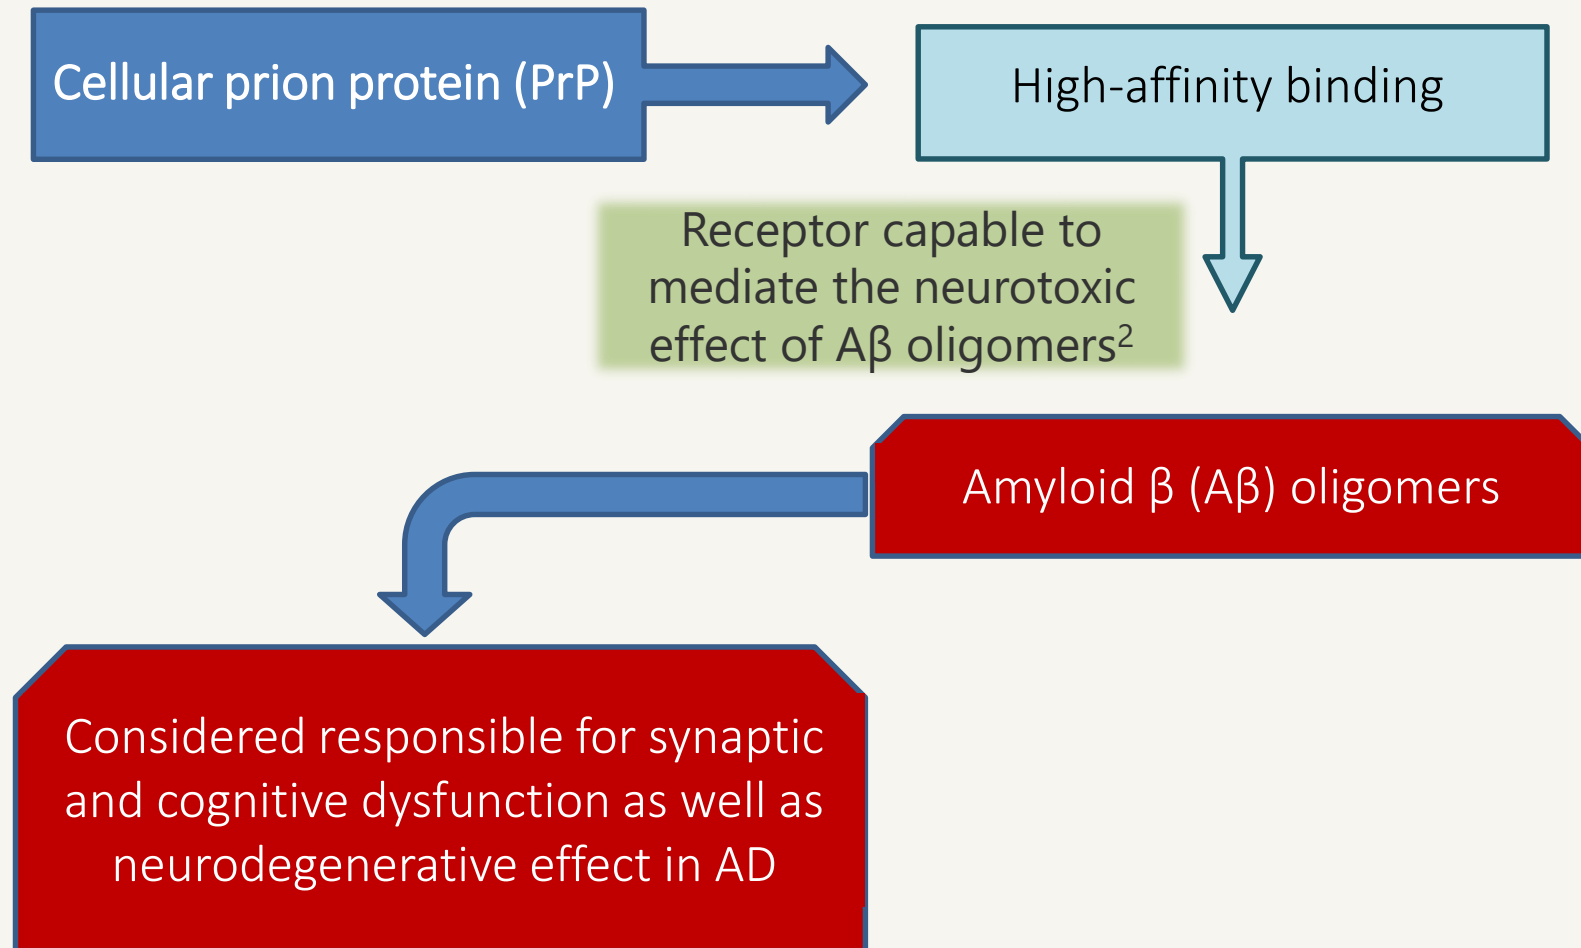 Cellular prion protein (PrP)
High-affinity binding
Receptor capable to
mediate the neurotoxic
effect of Aβ oligomers²
Amyloid β (Aβ) oligomers
Considered responsible for synaptic
and cognitive dysfunction as well as
neurodegenerative effect in AD